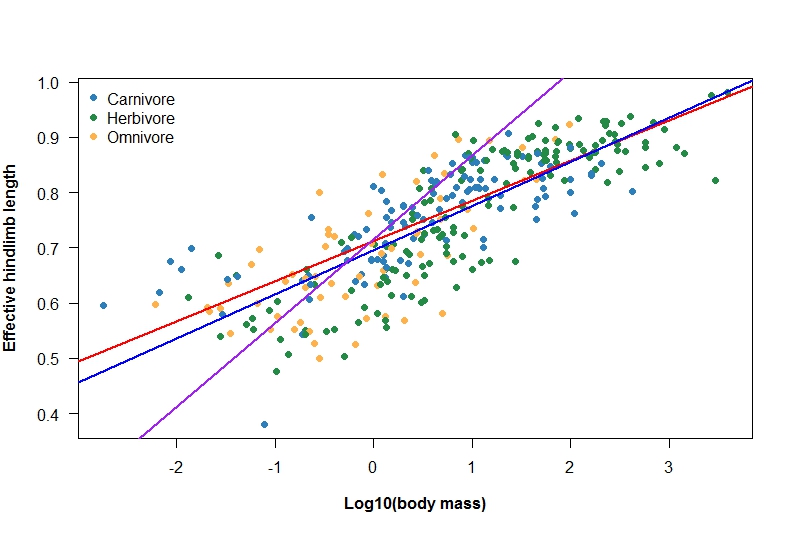 1.0
0.9
0.8
0.7
0.6
0.5
0.4
Effective hindlimb length
Carnivore
Herbivore
Omnivore
-2 -1 0 1 2 3
Log10(body mass)